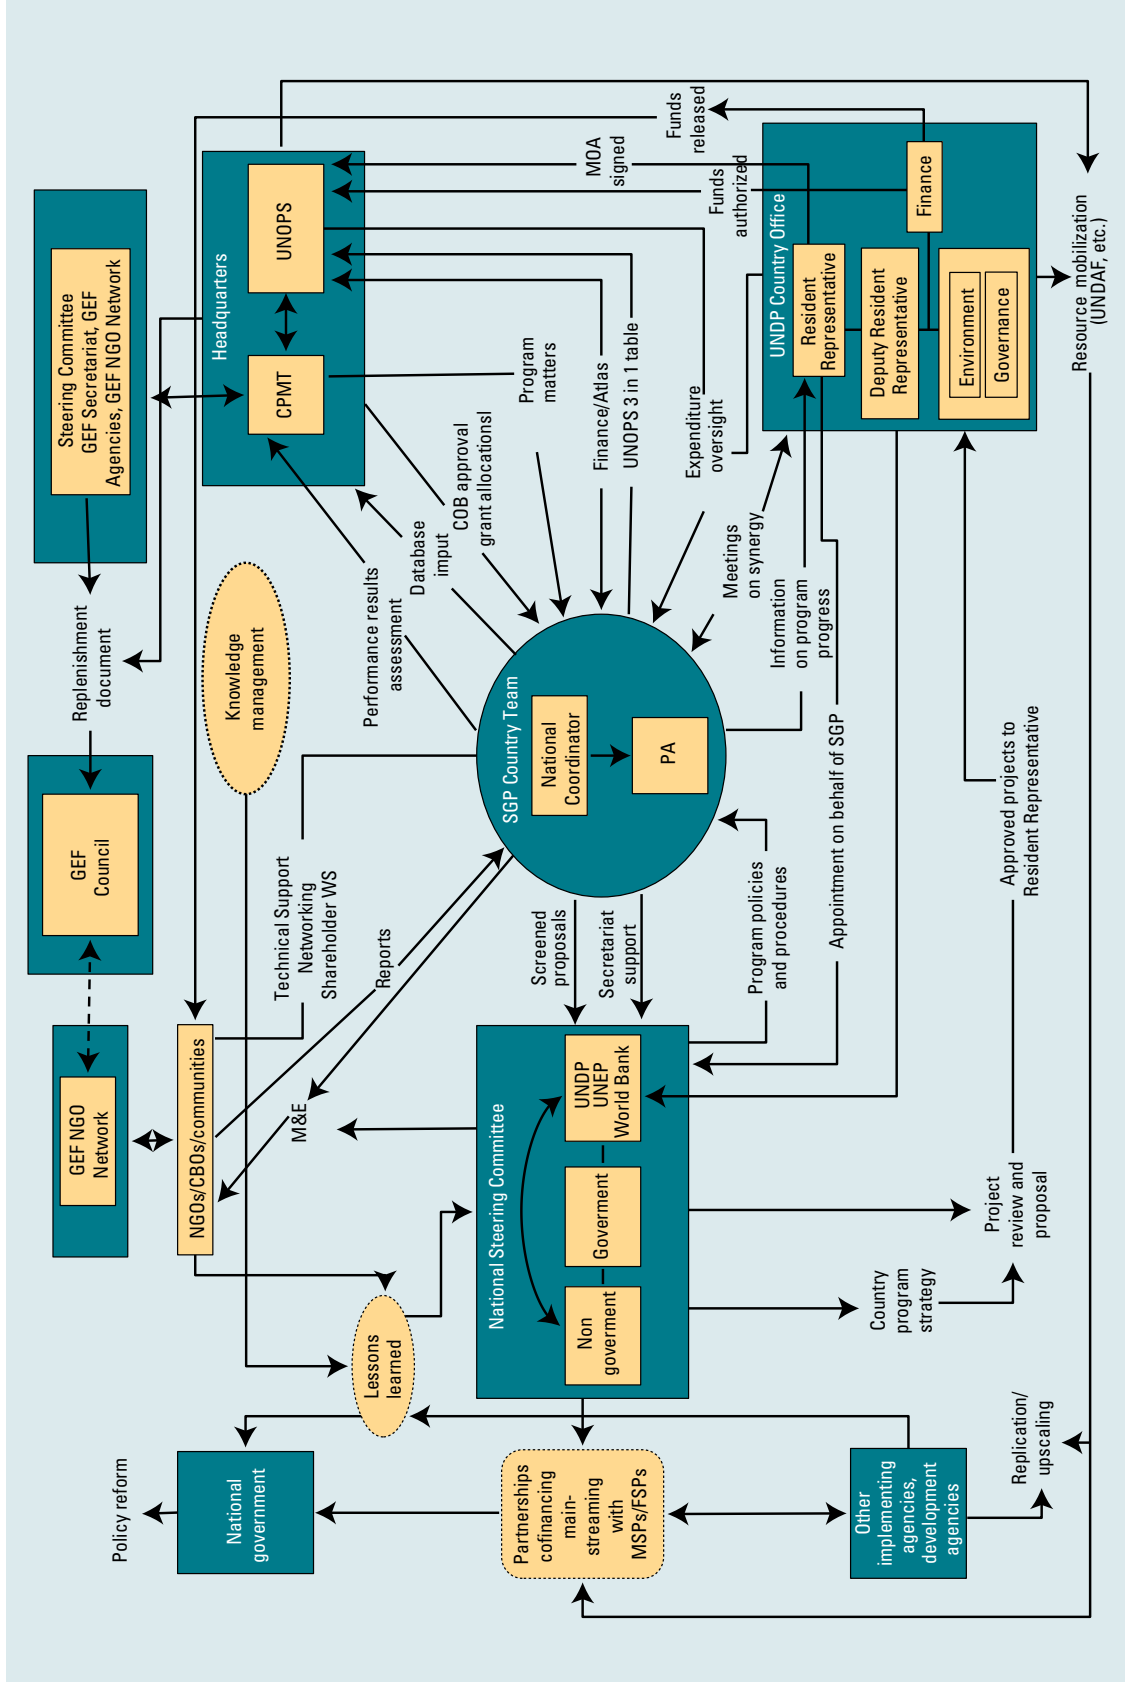 Policy reform
National
government
Partnerships
cofinancing
main-
streaming
with
MSPs/FSPs
Other
implementing
agencies,
development
agencies
Replication/
upscaling
Lessons
learned
GEF NGO
Network
NGOs/CBOs/communities
M&E
National Steering Committee
Non
goverment
Goverment
UNDP
UNEP
World Bank
Country
program
strategy
Project
review and
proposal
GEF
Council
Technical Support
Networking
Shareholder WS
Reports
Screened
proposals
Secretariat
support
Program policies
and procedures
Appointment on behalf of SGP
Approved projects to
Resident Representative
Replenishment
document
Knowledge
management
Performance results
assessment
Database
input
SGP Country Team
National
Coordinator
PA
Meetings
on synergy
Information
on program
progress
Steering Committee
GEF Secretariat, GEF
Agencies, GEF NGO Network
Headquarters
CPMT
UNOPS
COB approval
grant allocationsl
Program
matters
Finance/Atlas
UNOPS 3 in 1 table
Expenditure
oversight
MOA
signed
Funds
released
Funds
authorized
UNDP Country Office
Resident
Representative
Deputy Resident
Representative
Finance
Environment
Governance
Resource mobilization
(UNDAF, etc.)